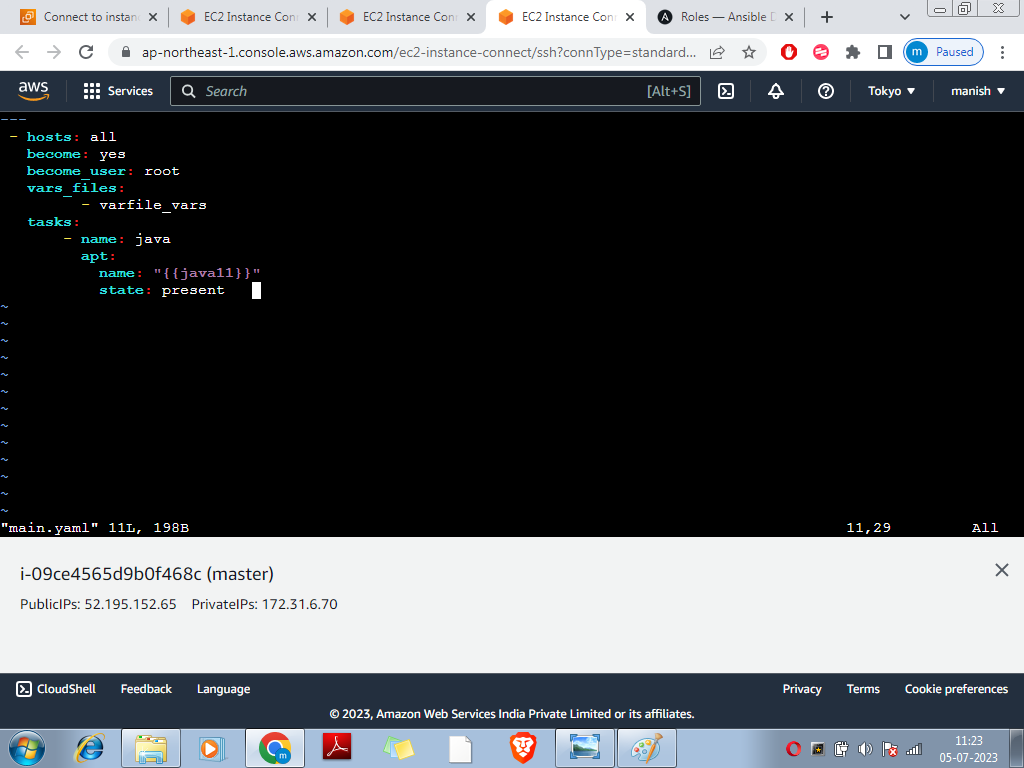 Connect to instan
EC2 Instance Conn
EC2 Instance Conn
EC2 Instance Con
Roles — Ansible D
ap-northeast-1.console.aws.amazon.com/ec2-instance-connect/ssh?connType=standard...
m Paused
aws
Services
Search
[Alt+S]
Tokyo ▼
manish ▼
---
- hosts: all
become: yes
become_user: root
vars_files:
- varfile_vars
tasks:
- name: java
apt:
name: "{{java11}}"
state: present
~
~
~
~
~
~
~
~
~
~
~
~
~
"main.yaml" 11L, 198B 11,29 All
i-09ce4565d9b0f468c (master)
PublicIPs: 52.195.152.65 PrivateIPs: 172.31.6.70
CloudShell Feedback Language Privacy Terms Cookie preferences
© 2023, Amazon Web Services India Private Limited or its affiliates.
11:23
05-07-2023